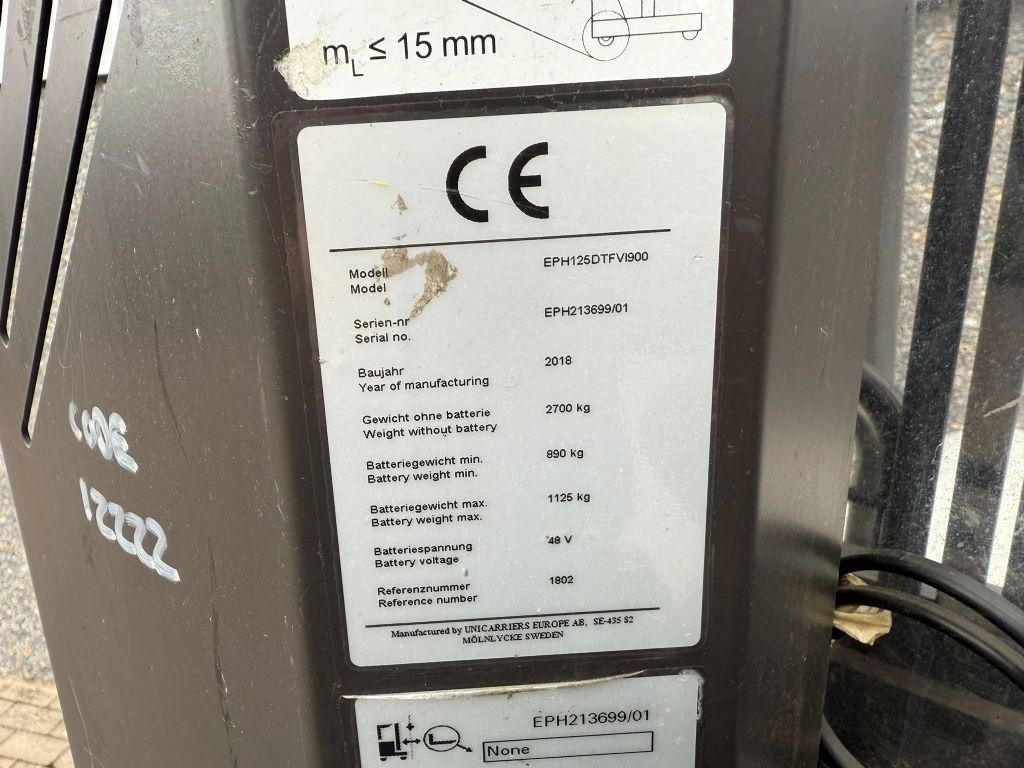 mL ≤ 15 mm
CE
Modell
Model
EPH125DTFVI900
Serien-nr
Serial no.
EPH213699/01
Baujahr
Year of manufacturing
2018
Gewicht ohne batterie
Weight without battery
2700 kg
Batteriegewicht min.
Battery weight min.
890 kg
Batteriegewicht max.
Battery weight max.
1125 kg
Batteriespannung
Battery voltage
48 V
Referenznummer
Reference number
1802
Manufactured by UNICARRIERS EUROPE AB, SE-435 82
MÖLNLYCKE SWEDEN
EPH213699/01
None
CODE
12222